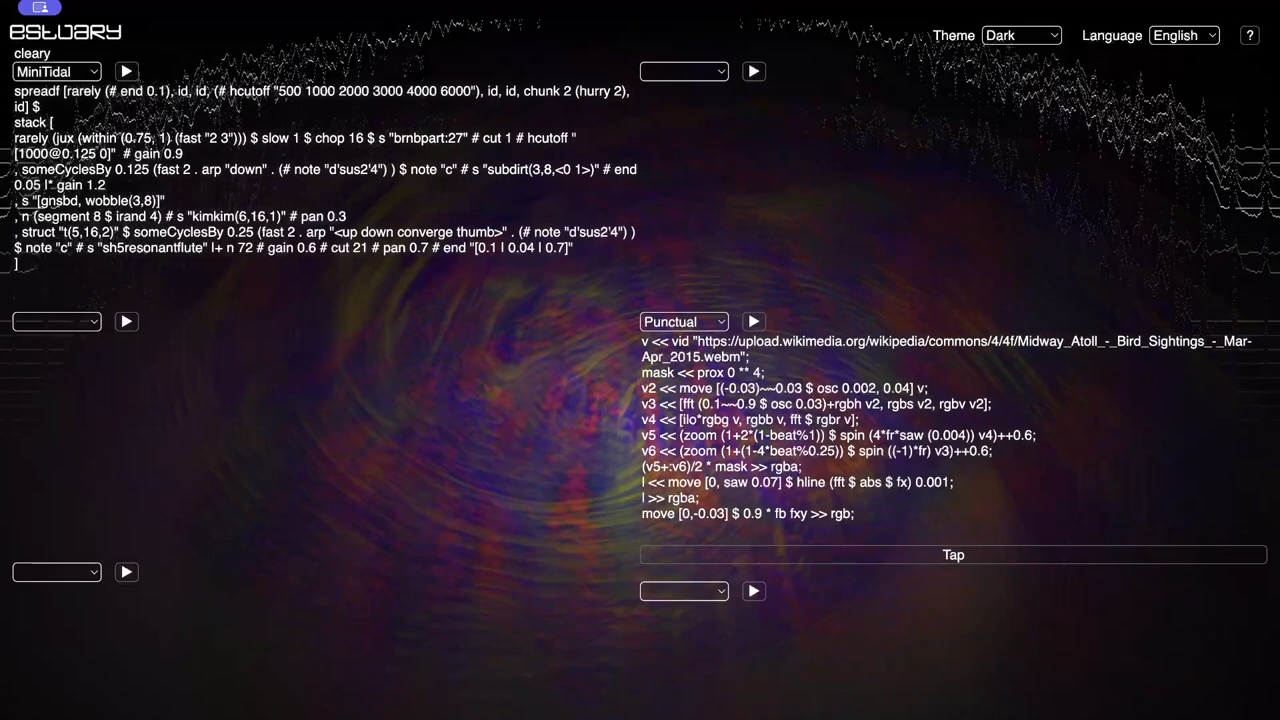 estuary
Theme Dark Language English ?
cleary
MiniTidal
spreadf [rarely (# end 0.1), id, id, (# hcutoff "500 1000 2000 3000 4000 6000"), id, id, chunk 2 (hurry 2),
id] $
stack [
rarely (jux (within (0.75, 1) (fast "2 3"))) $ slow 1 $ chop 16 $ s "brnbpart:27" # cut 1 # hcutoff "
[1000@0.125 0]"  # gain 0.9
, someCyclesBy 0.125 (fast 2 . arp "down" . (# note "d'sus2'4") ) $ note "c" # s "subdirt(3,8,<0 1>)" # end
0.05 |* gain 1.2
, s "[gnsbd, wobble(3,8)]"
, n (segment 8 $ irand 4) # s "kimkim(6,16,1)" # pan 0.3
, struct "t(5,16,2)" $ someCyclesBy 0.25 (fast 2 . arp "<up down converge thumb>" . (# note "d'sus2'4") )
$ note "c" # s "sh5resonantflute" |+ n 72 # gain 0.6 # cut 21 # pan 0.7 # end "[0.1 | 0.04 | 0.7]"
]
Punctual
v << vid "https://upload.wikimedia.org/wikipedia/commons/4/4f/Midway_Atoll_-_Bird_Sightings_-_Mar-
Apr_2015.webm";
mask << prox 0 ** 4;
v2 << move [(-0.03)~~0.03 $ osc 0.002, 0.04] v;
v3 << [fft (0.1~~0.9 $ osc 0.03)+rgbh v2, rgbs v2, rgbv v2];
v4 << [ilo*rgbg v, rgbb v, fft $ rgbr v];
v5 << (zoom (1+2*(1-beat%1)) $ spin (4*fr*saw (0.004)) v4)++0.6;
v6 << (zoom (1+(1-4*beat%0.25)) $ spin ((-1)*fr) v3)++0.6;
(v5+:v6)/2 * mask >> rgba;
l << move [0, saw 0.07] $ hline (fft $ abs $ fx) 0.001;
l >> rgba;
move [0,-0.03] $ 0.9 * fb fxy >> rgb;
Tap